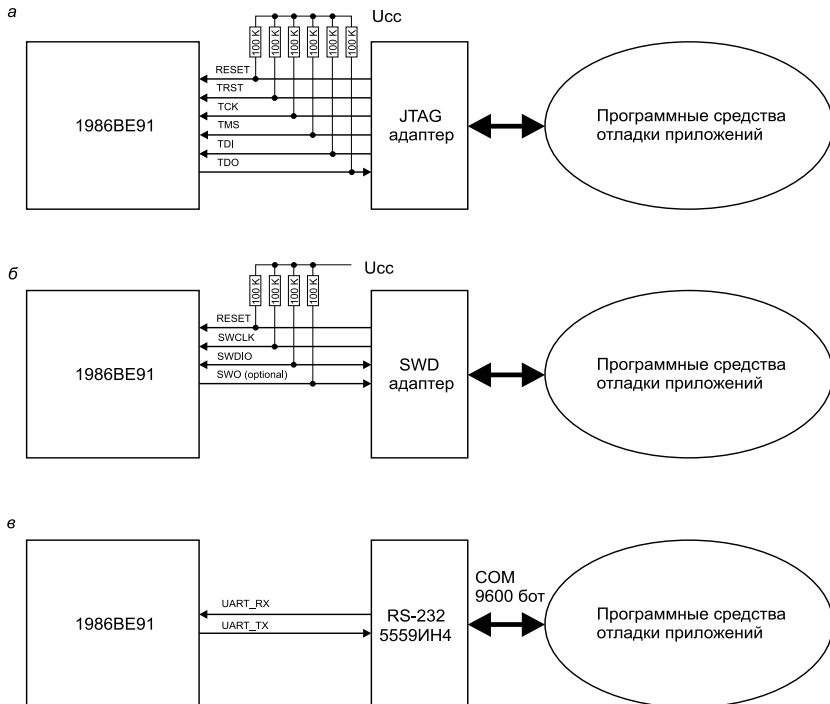 а
Ucc
100 K
100 K
100 K
100 K
100 K
100 K
RESET
TRST
TCK
TMS
TDI
TDO
1986ВЕ91
JTAG
адаптер
Программные средства
отладки приложений
б
Ucc
100 K
100 K
100 K
100 K
RESET
SWCLK
SWDIO
SWO (optional)
1986ВЕ91
SWD
адаптер
Программные средства
отладки приложений
в
1986ВЕ91
UART_RX
UART_TX
RS-232
5559ИН4
COM
9600 бот
Программные средства
отладки приложений